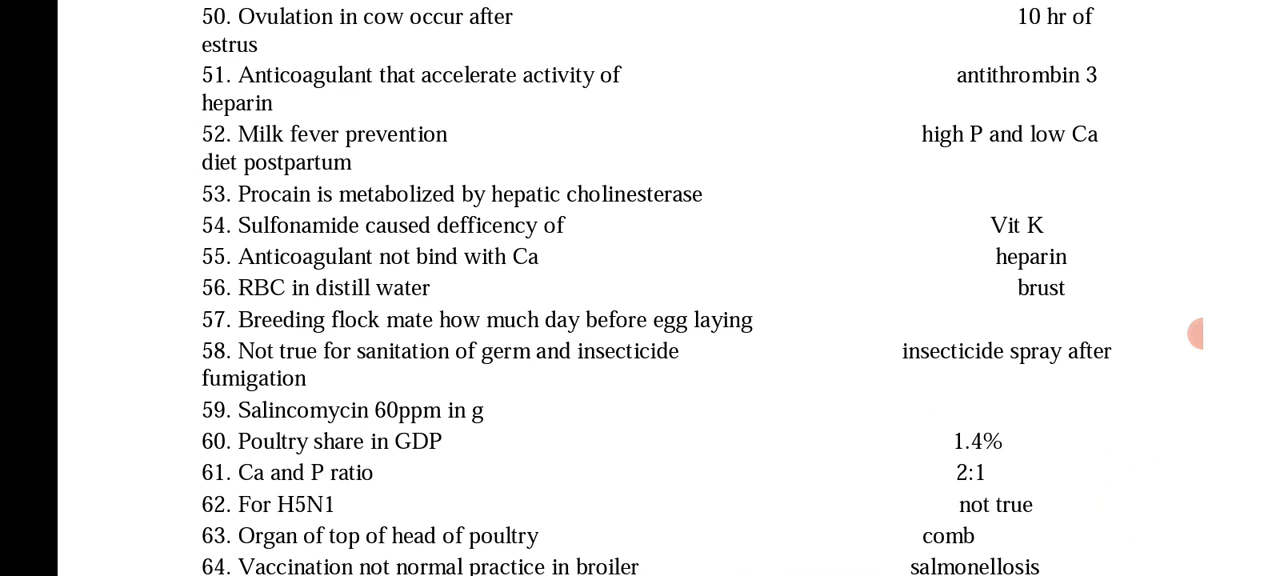 50. Ovulation in cow occur after 10 hr of
estrus
51. Anticoagulant that accelerate activity of antithrombin 3
heparin
52. Milk fever prevention high P and low Ca
diet postpartum
53. Procain is metabolized by hepatic cholinesterase
54. Sulfonamide caused defficency of Vit K
55. Anticoagulant not bind with Ca heparin
56. RBC in distill water brust
57. Breeding flock mate how much day before egg laying
58. Not true for sanitation of germ and insecticide insecticide spray after
fumigation
59. Salincomycin 60ppm in g
60. Poultry share in GDP 1.4%
61. Ca and P ratio 2:1
62. For H5N1 not true
63. Organ of top of head of poultry comb
64. Vaccination not normal practice in broiler salmonellosis